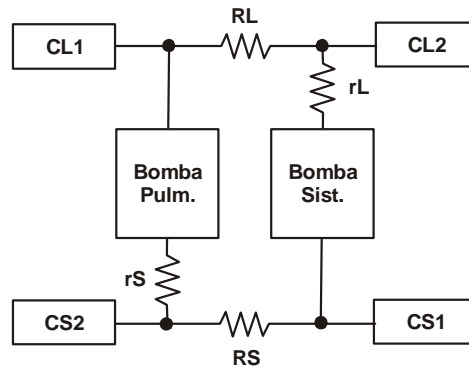 RL
CL1
CL2
rL
Bomba
Pulm.
Bomba
Sist.
rS
CS2
CS1
RS